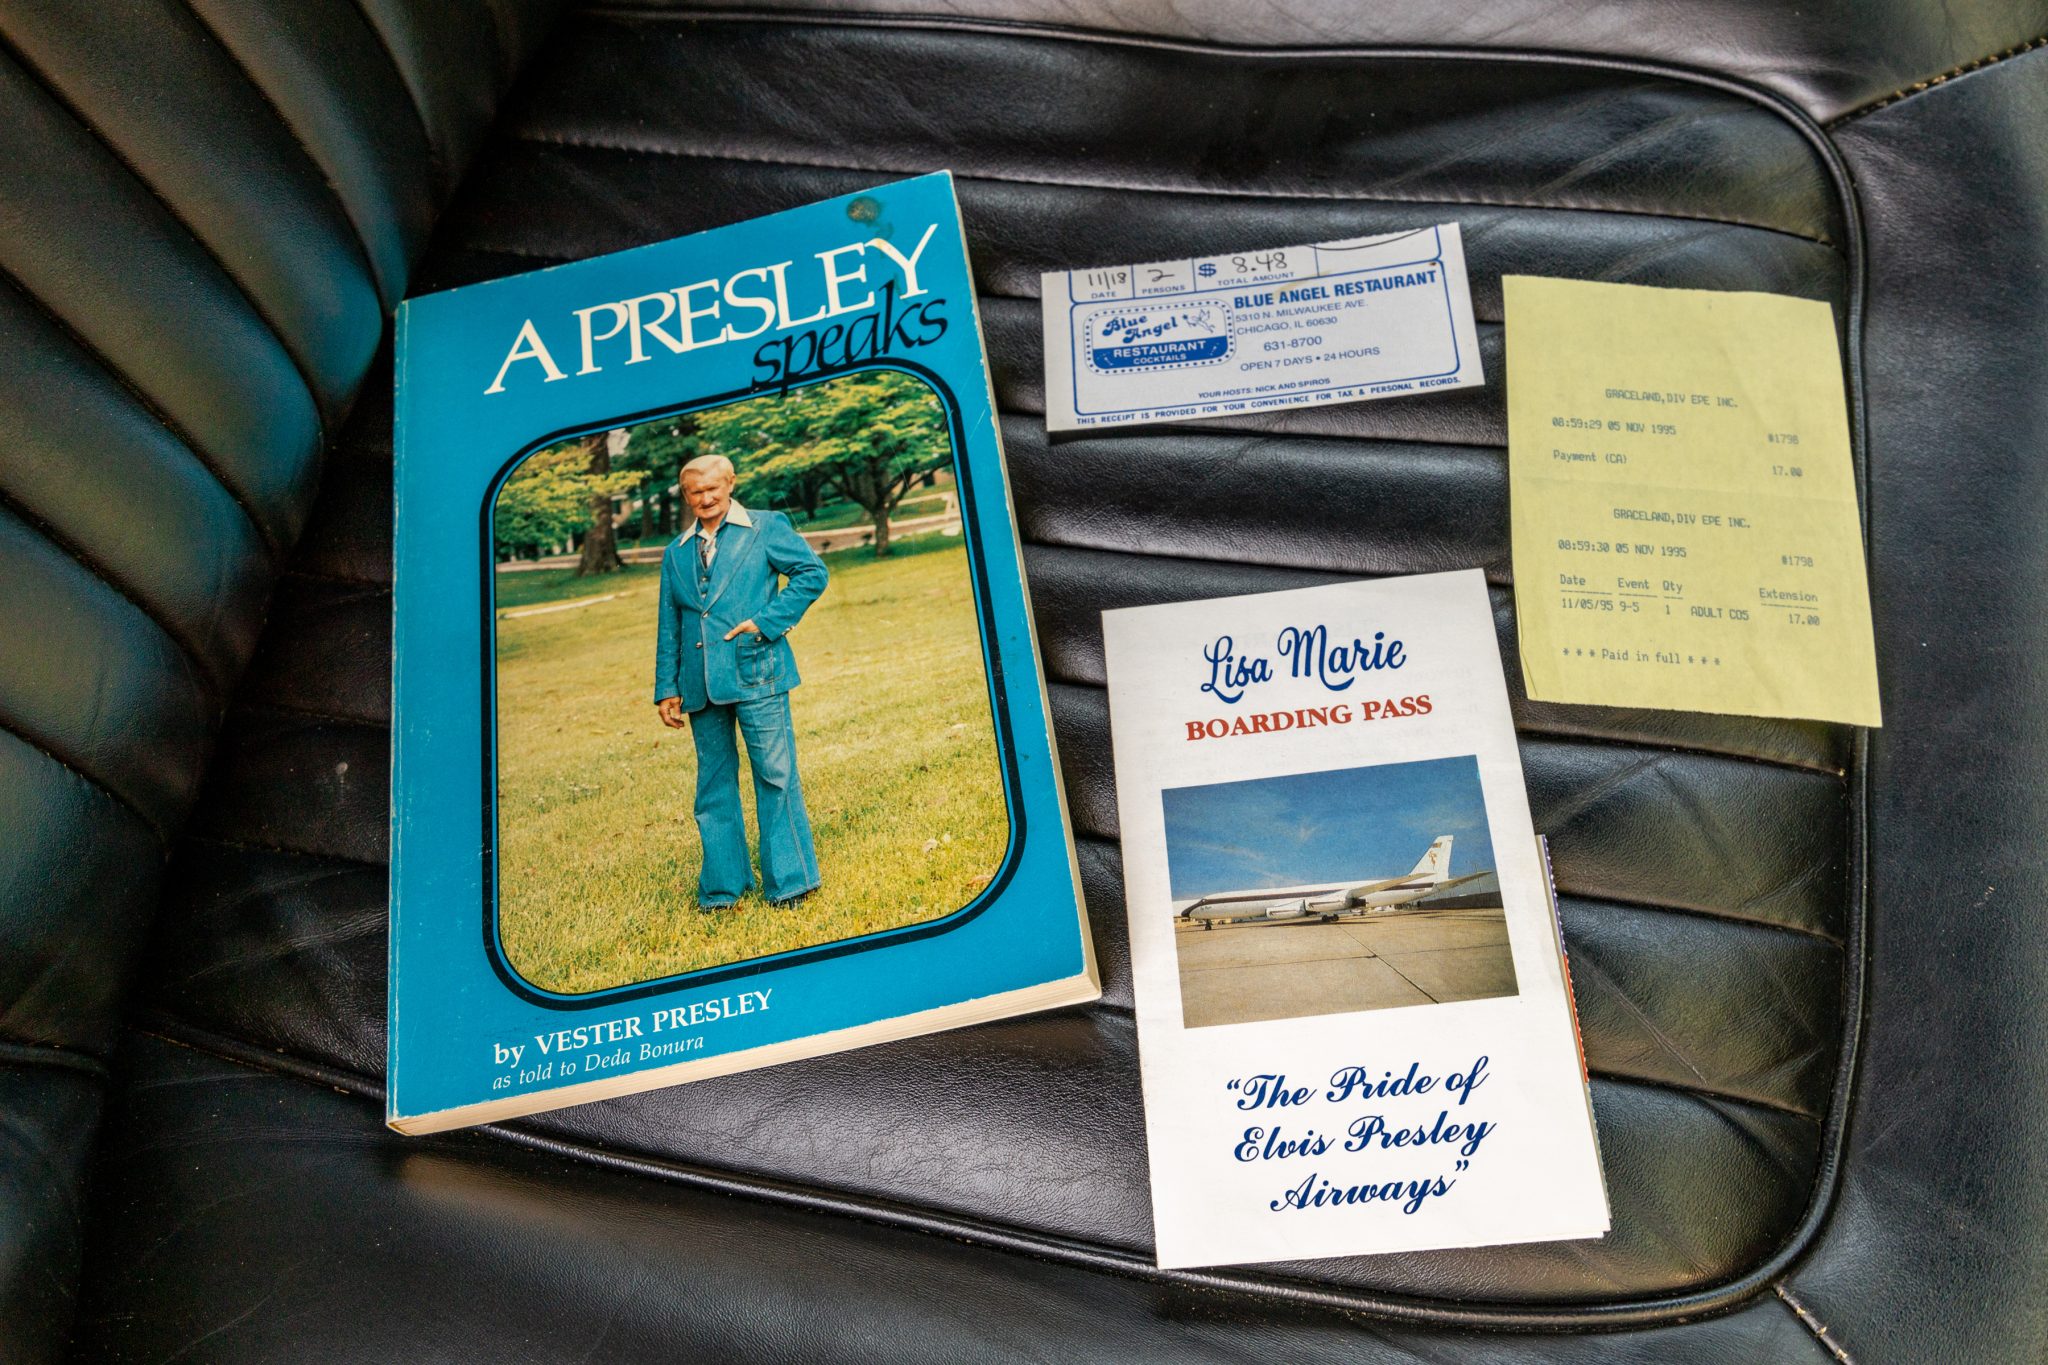 A PRESLEY
speaks
by VESTER PRESLEY
as told to Deda Bonura
11/18 2 $ 8.48
DATE PERSONS TOTAL AMOUNT
Blue
Angel
RESTAURANT
COCKTAILS
BLUE ANGEL RESTAURANT
5310 N. MILWAUKEE AVE.
CHICAGO, IL 60630
631-8700
OPEN 7 DAYS • 24 HOURS
YOUR HOSTS: NICK AND SPIROS
THIS RECEIPT IS PROVIDED FOR YOUR CONVENIENCE FOR TAX & PERSONAL RECORDS.
GRACELAND,DIV EPE INC.
08:59:29 05 NOV 1995 #1798
Payment (CA) 17.00
GRACELAND,DIV EPE INC.
08:59:30 05 NOV 1995 #1798
Date Event Qty Extension
11/05/95 9-5 1 ADULT COS 17.00
* * * Paid in full * * *
Lisa Marie
BOARDING PASS
“The Pride of
Elvis Presley
Airways”